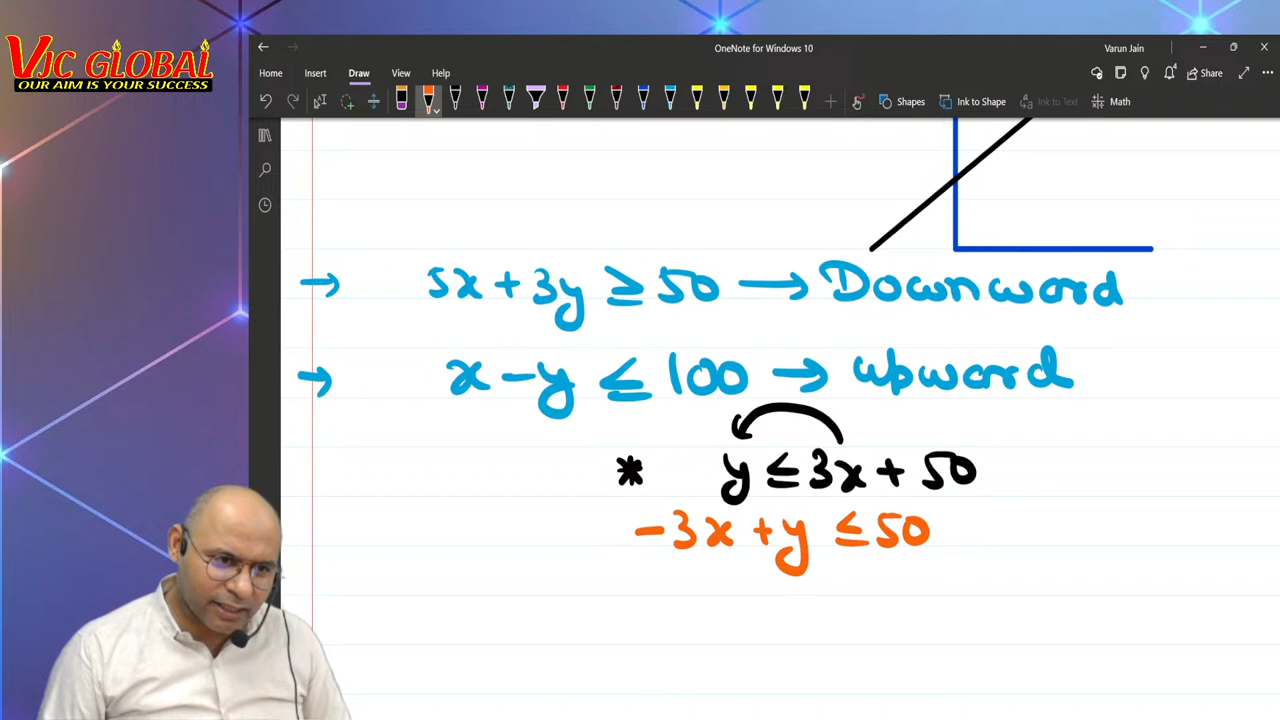 VJC GLOBAL
OUR AIM IS YOUR SUCCESS
OneNote for Windows 10
Varun Jain
Home Insert Draw View Help
4
Share
Shapes
Ink to Shape
Ink to Text
Math
→ 5x + 3y ≥ 50 → Downword
→ x - y ≤ 100 → upword
* y ≤ 3x + 50
-3x + y ≤ 50